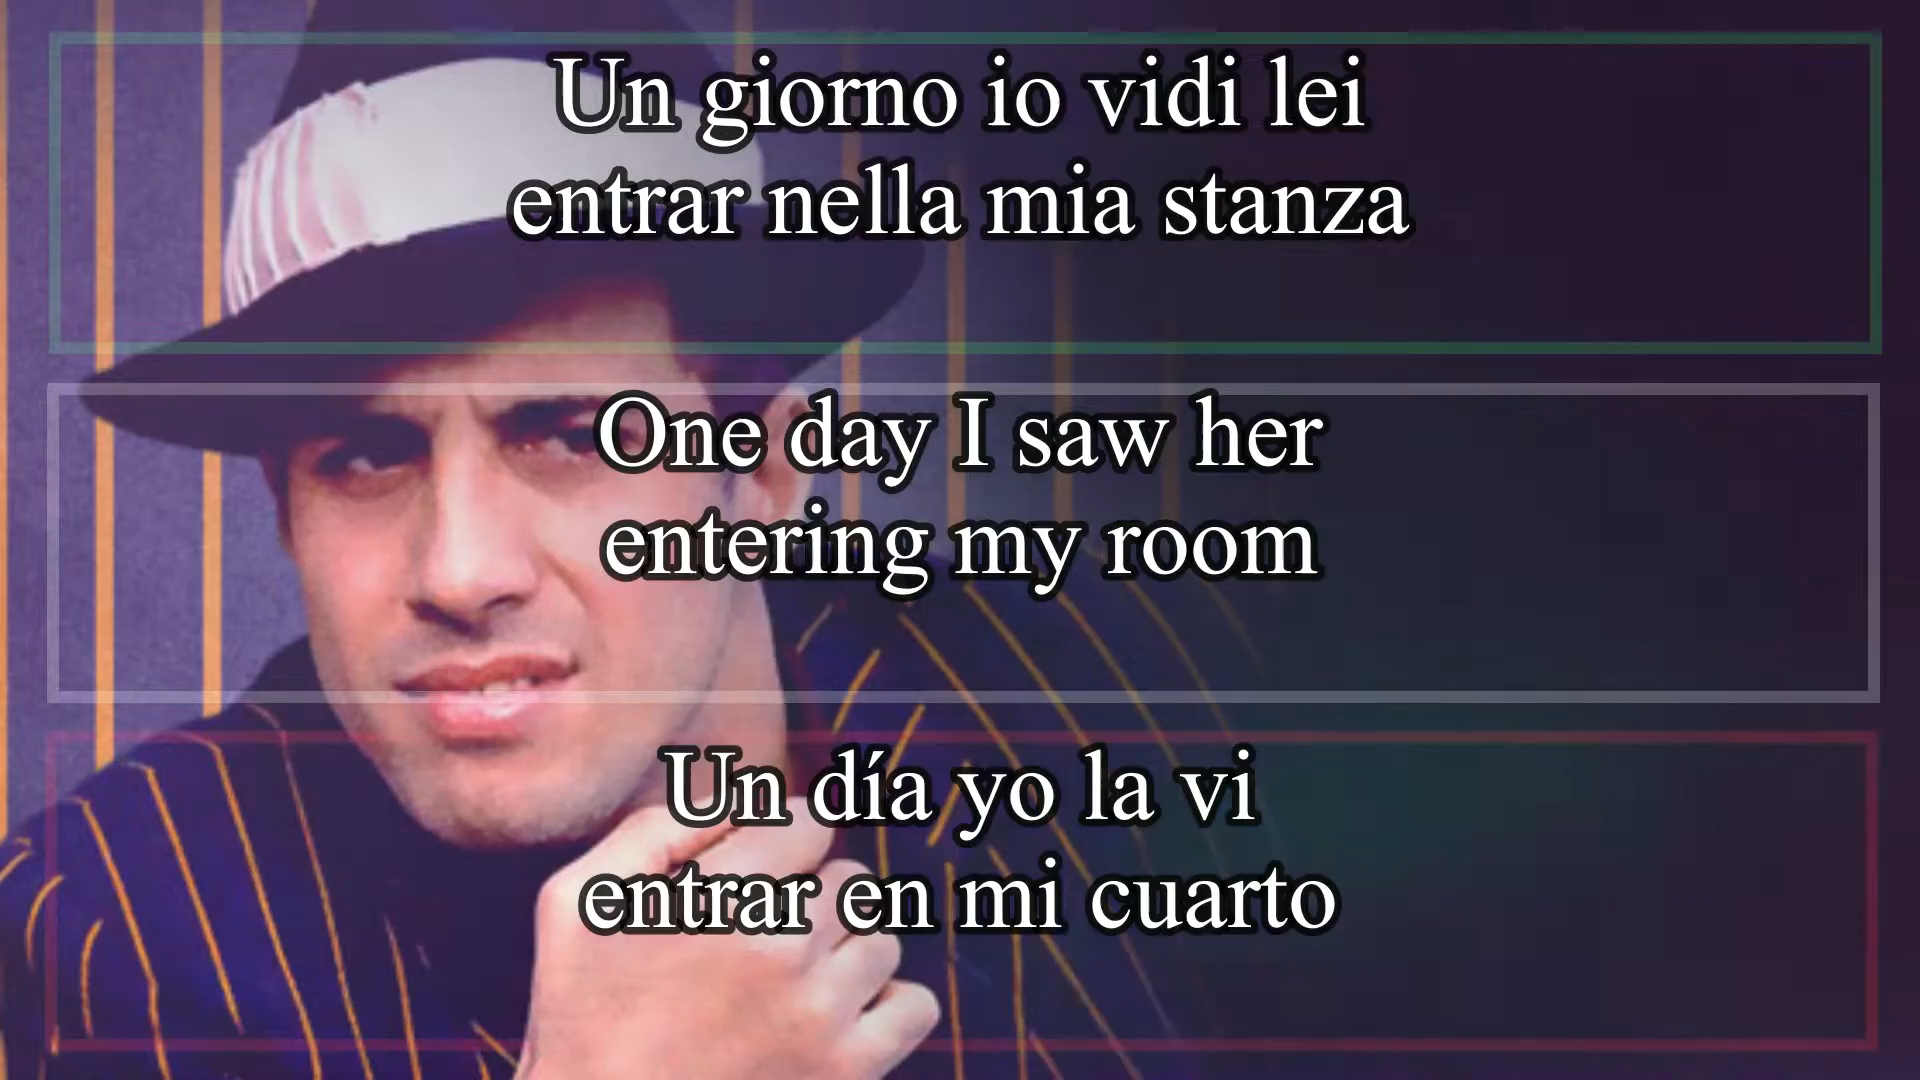 Un giorno io vidi lei
entrar nella mia stanza
One day I saw her
entering my room
Un día yo la vi
entrar en mi cuarto